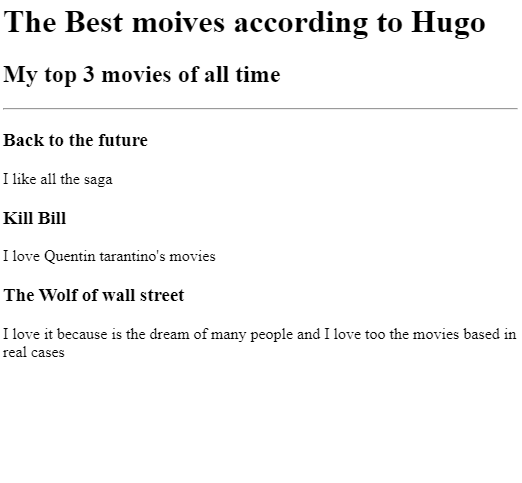 The Best moives according to Hugo
My top 3 movies of all time
Back to the future
I like all the saga
Kill Bill
I love Quentin tarantino's movies
The Wolf of wall street
I love it because is the dream of many people and I love too the movies based in
real cases